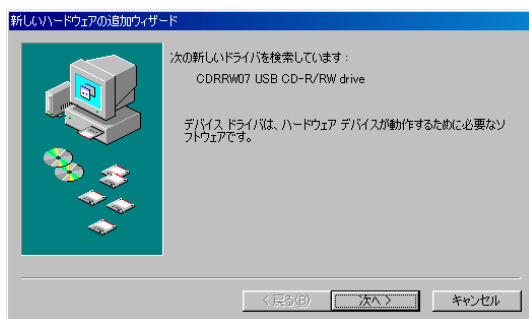 新しいハードウェアの追加ウィザード
次の新しいドライバを検索しています：
CDRRW07 USB CD-R/RW drive
デバイス ドライバは、ハードウェア デバイスが動作するために必要なソ
フトウェアです。
< 戻る(B)
次へ >
キャンセル